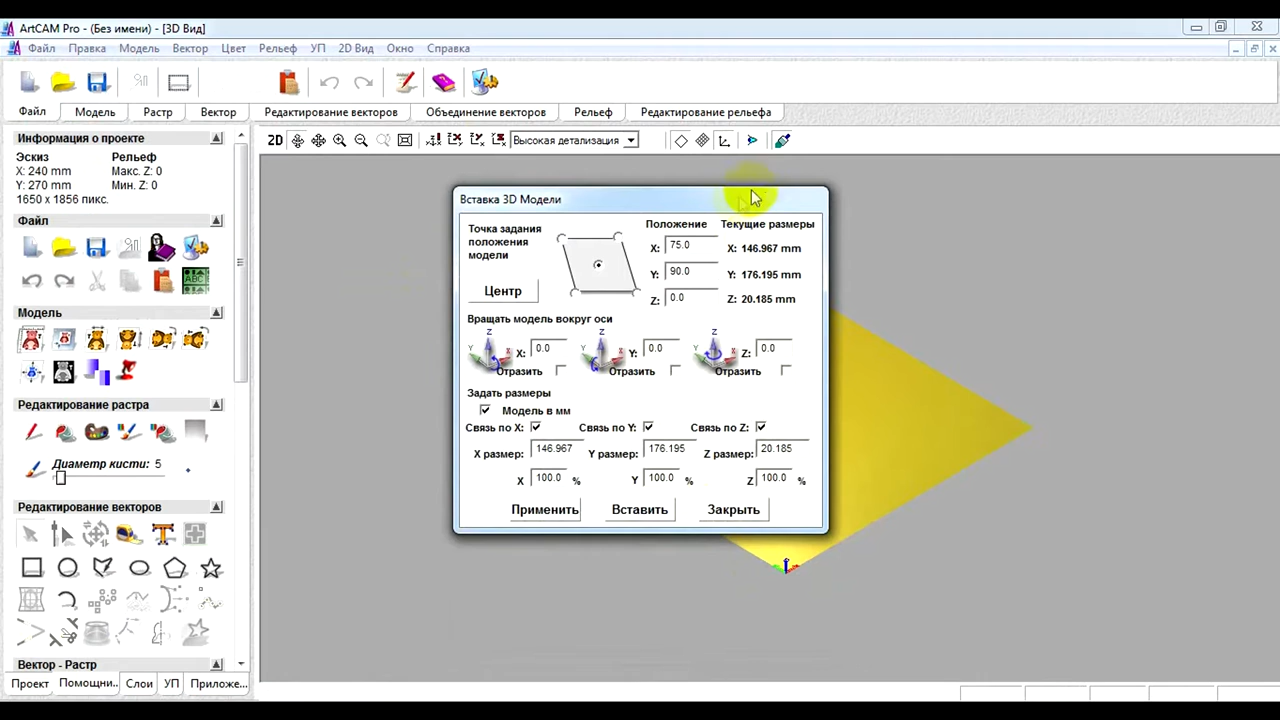 ArtCAM Pro - (Без имени) - [3D Вид]
Файл Правка Модель Вектор Цвет Рельеф УП 2D Вид Окно Справка
Файл Модель Растр Вектор Редактирование векторов Объединение векторов Рельеф Редактирование рельефа
Информация о проекте
Эскиз Рельеф
X: 240 mm Макс. Z: 0
Y: 270 mm Мин. Z: 0
1650 x 1856 пикс.
2D Высокая детализация
Файл
ABC
Модель
Редактирование растра
Диаметр кисти: 5
Редактирование векторов
Вектор - Растр
Проект Помощни.. Слои УП Приложе...
Вставка 3D Модели
Точка задания
положения
модели
Центр
Положение Текущие размеры
X: 75.0 X: 146.967 mm
Y: 90.0 Y: 176.195 mm
Z: 0.0 Z: 20.185 mm
Вращать модель вокруг оси
Z Y X X: 0.0 Z Y X Y: 0.0 Z Y X Z: 0.0
Отразить Отразить Отразить
Задать размеры
Модель в мм
Связь по X: Связь по Y: Связь по Z:
X размер: 146.967 Y размер: 176.195 Z размер: 20.185
X 100.0 % Y 100.0 % Z 100.0 %
Применить Вставить Закрыть